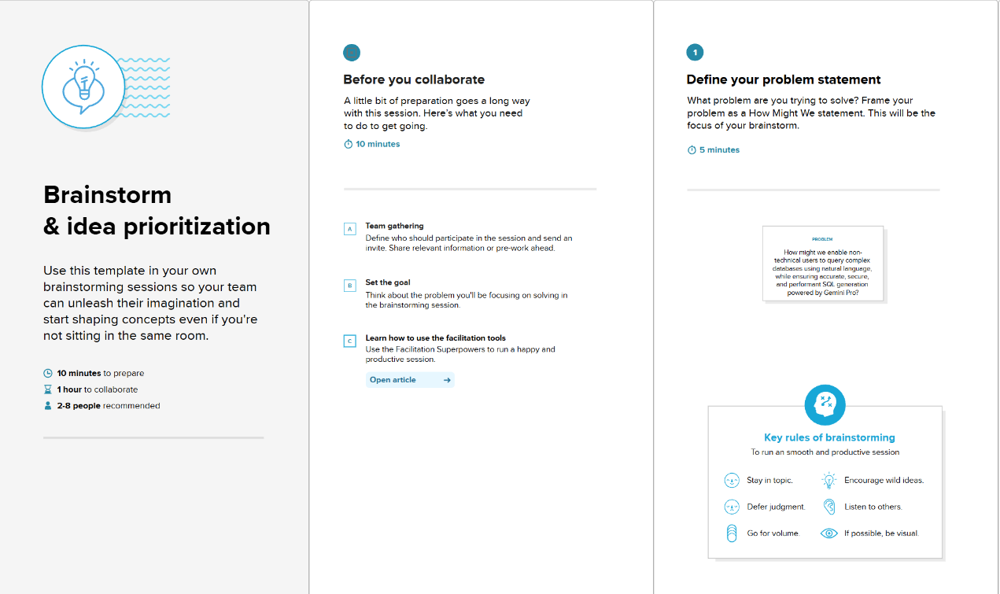 Brainstorm
& idea prioritization
Use this template in your own
brainstorming sessions so your team
can unleash their imagination and
start shaping concepts even if you're
not sitting in the same room.
10 minutes to prepare
1 hour to collaborate
2-8 people recommended
Before you collaborate
A little bit of preparation goes a long way
with this session. Here's what you need
to do to get going.
10 minutes
A
Team gathering
Define who should participate in the session and send an
invite. Share relevant information or pre-work ahead.
B
Set the goal
Think about the problem you'll be focusing on solving in
the brainstorming session.
C
Learn how to use the facilitation tools
Use the Facilitation Superpowers to run a happy and
productive session.
Open article
1
Define your problem statement
What problem are you trying to solve? Frame your
problem as a How Might We statement. This will be the
focus of your brainstorm.
5 minutes
PROBLEM
How might we enable non-
technical users to query complex
databases using natural language,
while ensuring accurate, secure,
and performant SQL generation
powered by Gemini Pro?
Key rules of brainstorming
To run an smooth and productive session
Stay in topic.
Encourage wild ideas.
Defer judgment.
Listen to others.
Go for volume.
If possible, be visual.